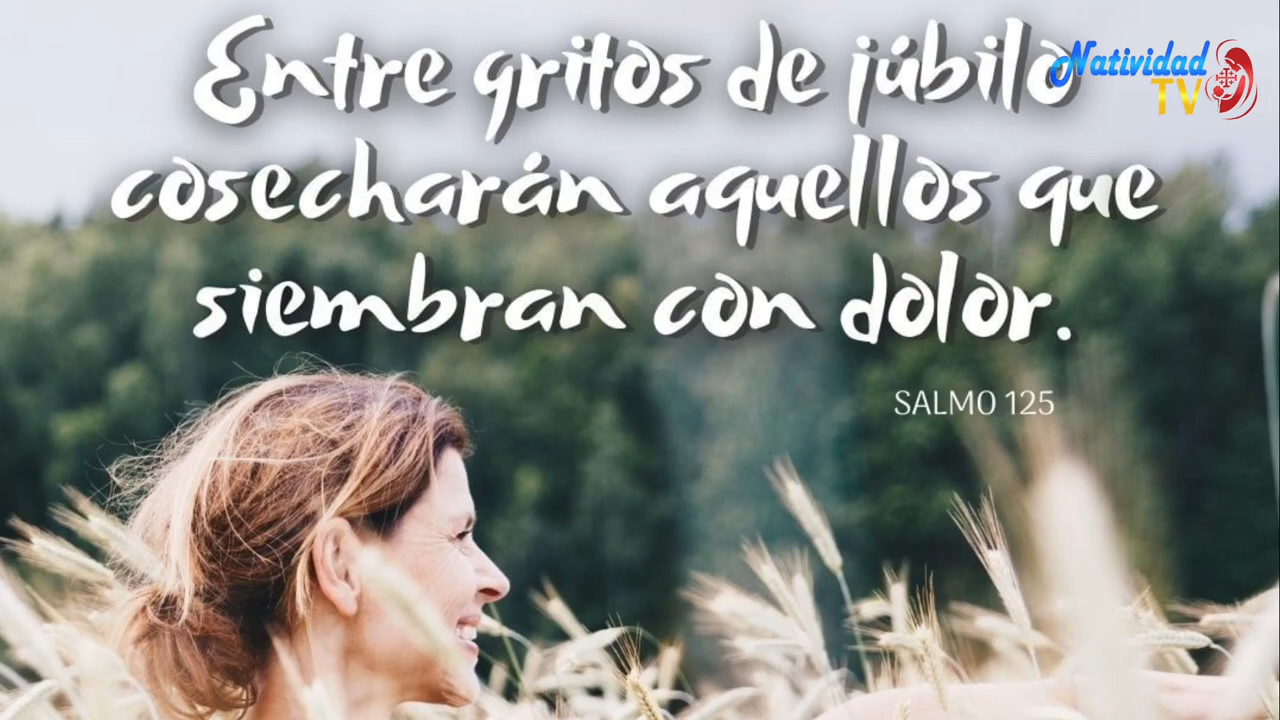 Entre gritos de júbilo
Natividad
TV
cosecharán aquellos que
siembran con dolor.
SALMO 125